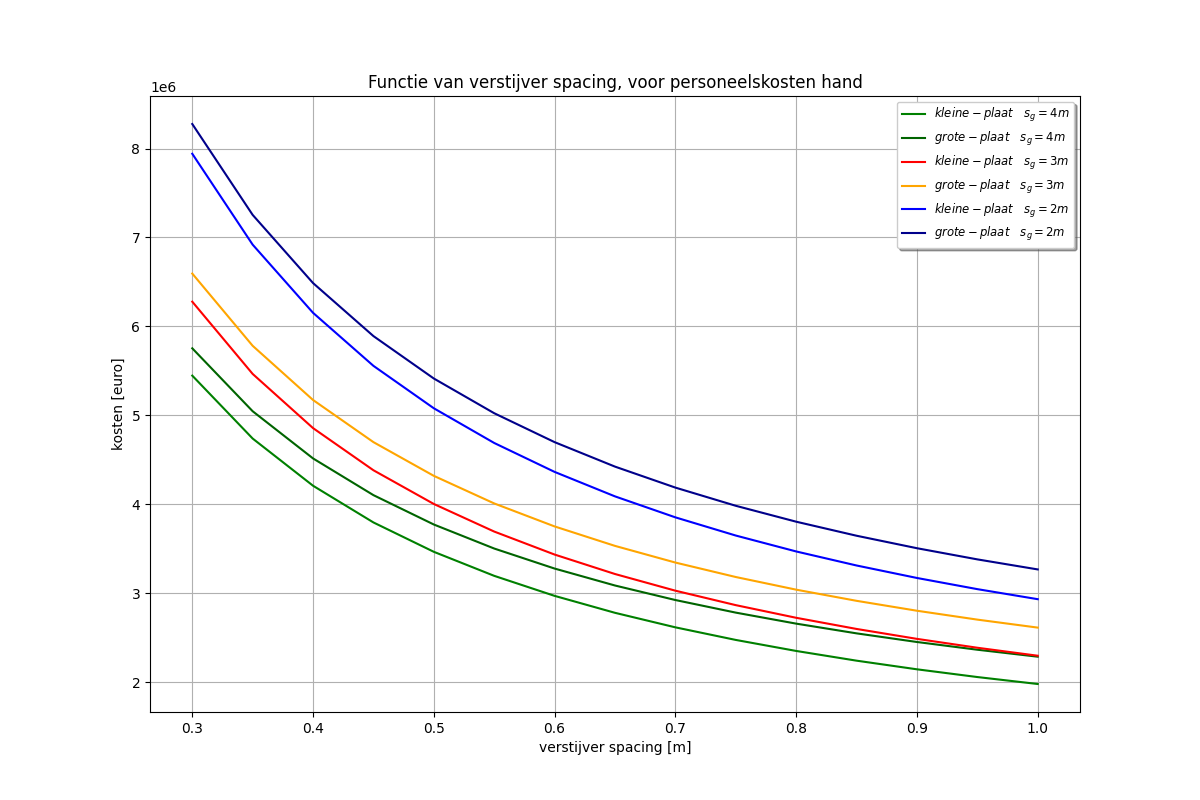 Functie van verstijver spacing, voor personeelskosten hand
1e6
kleine − plaat s_g = 4m
grote − plaat s_g = 4m
kleine − plaat s_g = 3m
grote − plaat s_g = 3m
kleine − plaat s_g = 2m
grote − plaat s_g = 2m
8
7
6
5
4
3
2
kosten [euro]
0.3 0.4 0.5 0.6 0.7 0.8 0.9 1.0
verstijver spacing [m]